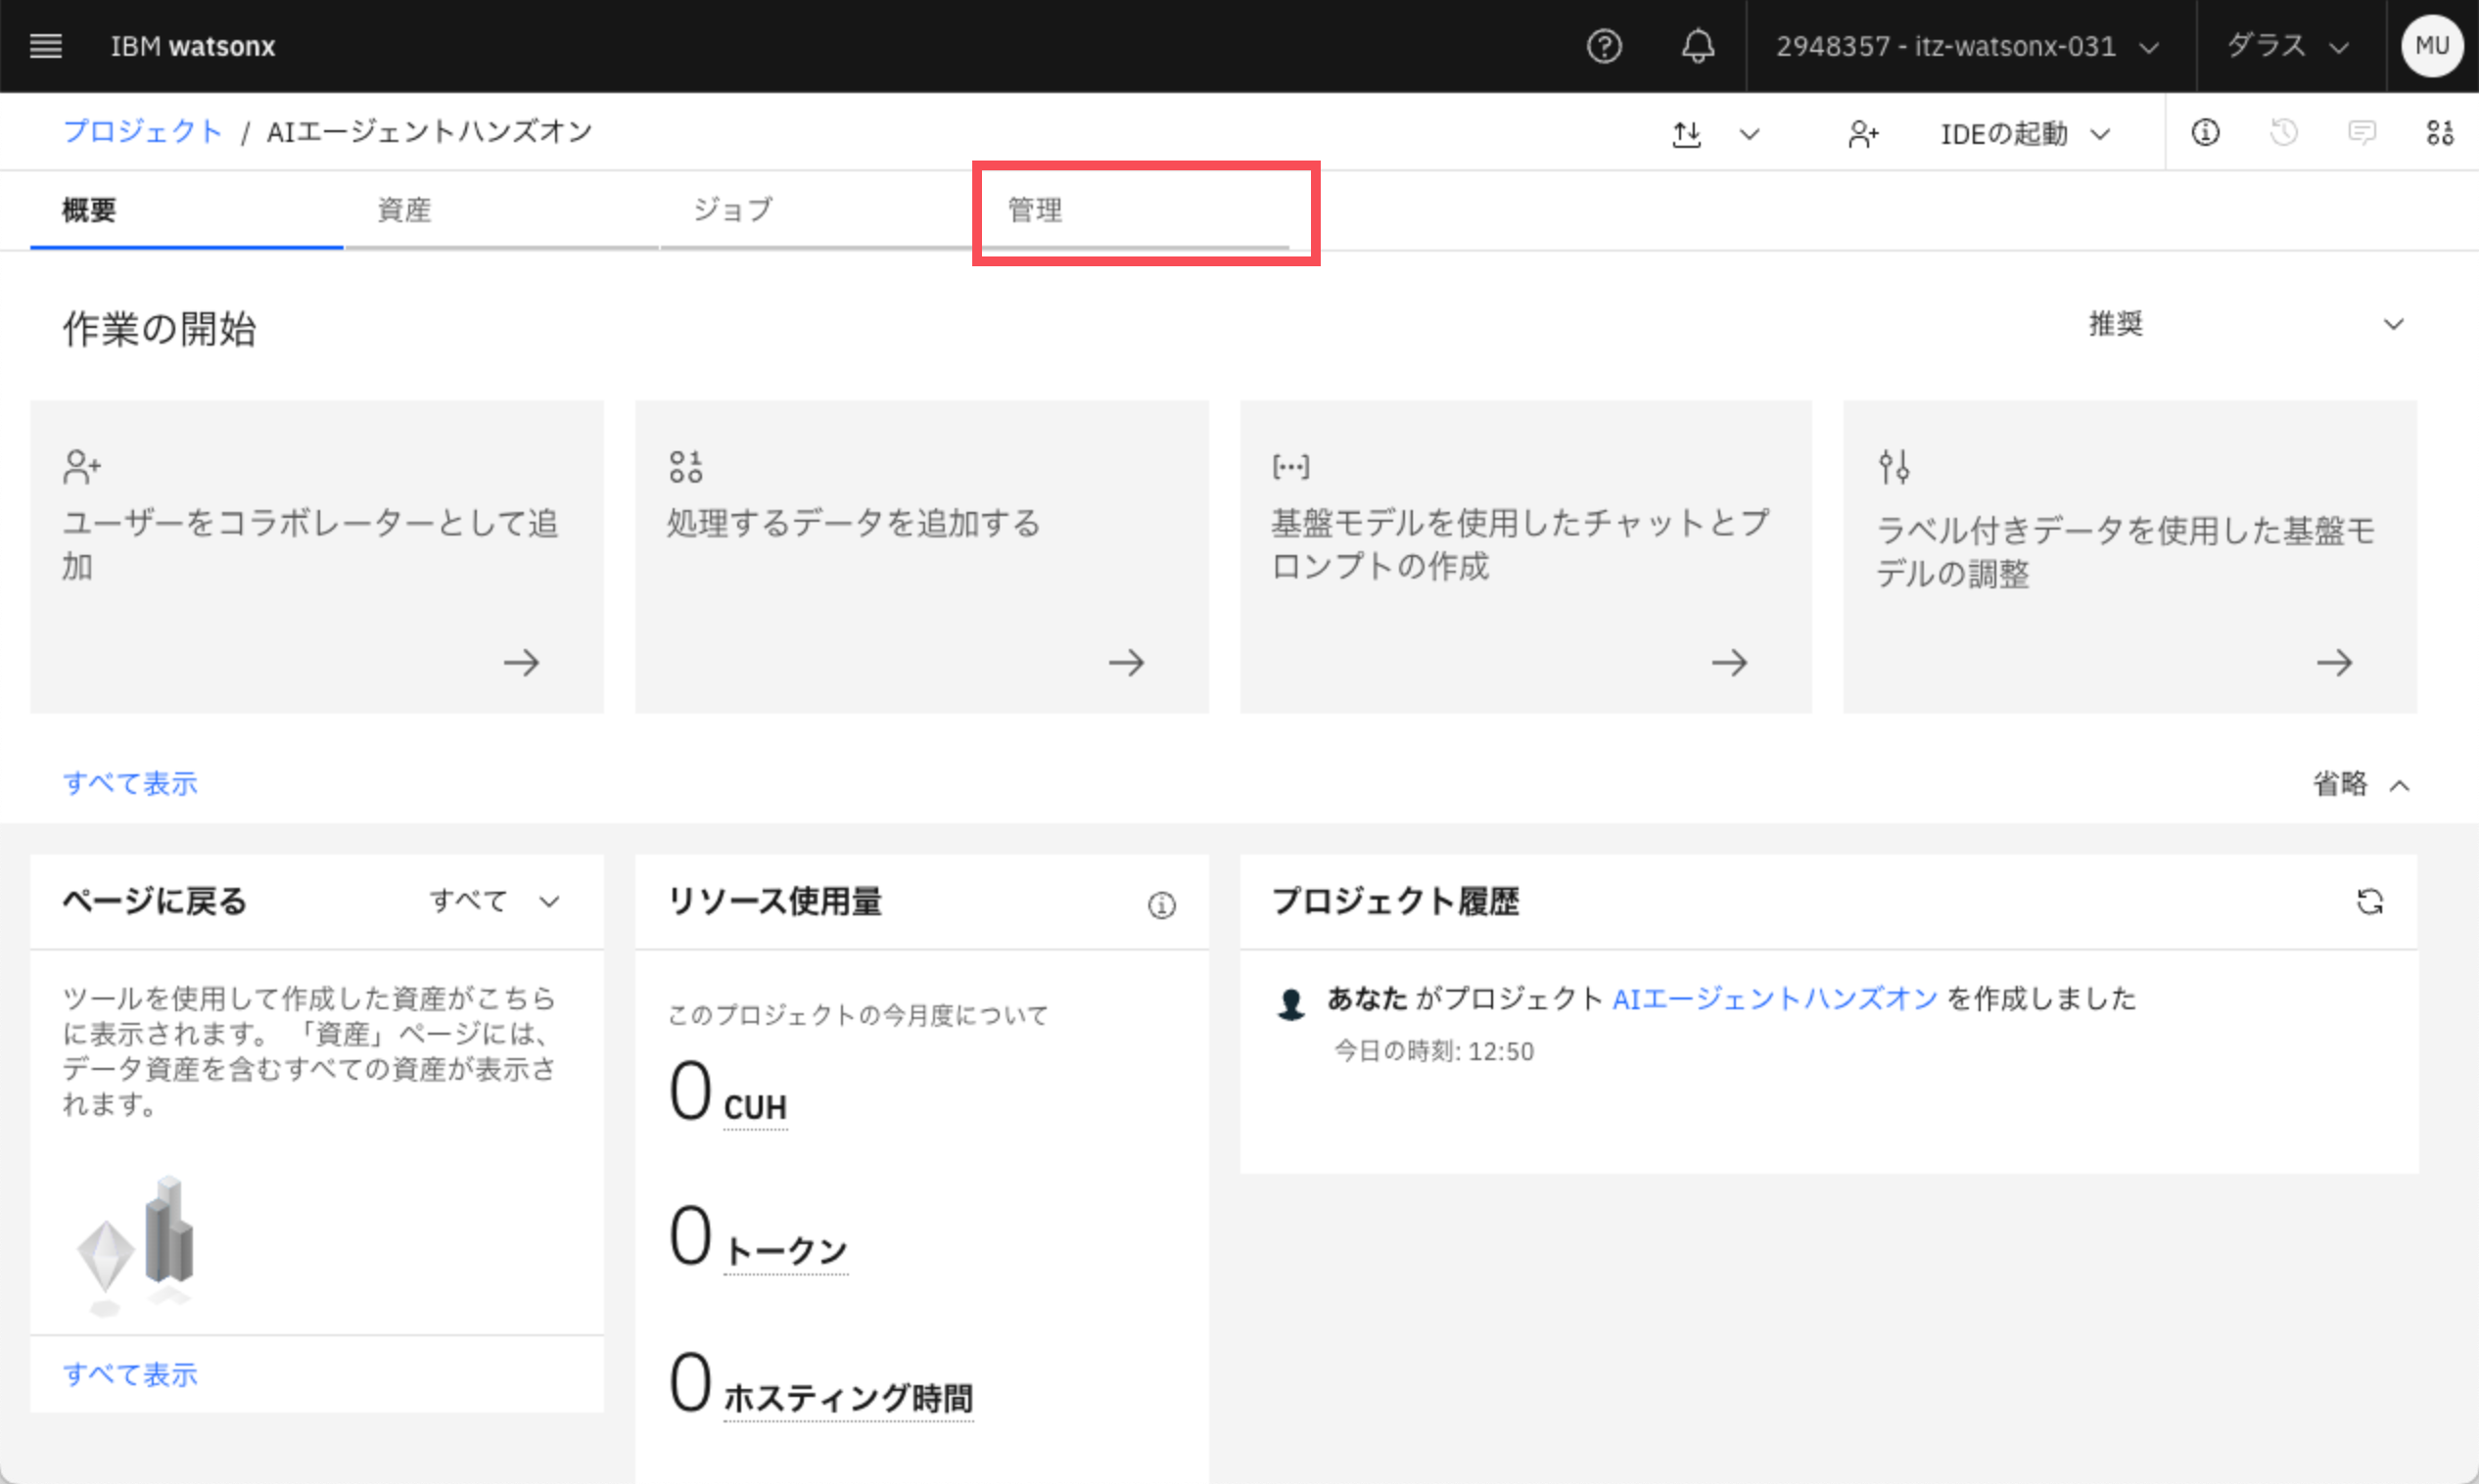 IBM watsonx
2948357 - itz-watsonx-031
ダラス
MU
プロジェクト / AIエージェントハンズオン
IDEの起動
概要
資産
ジョブ
管理
作業の開始
推奨
ユーザーをコラボレーターとして追
加
処理するデータを追加する
基盤モデルを使用したチャットとプ
ロンプトの作成
ラベル付きデータを使用した基盤モ
デルの調整
すべて表示
省略
ページに戻る
すべて
ツールを使用して作成した資産がこちら
に表示されます。 「資産」ページには、
データ資産を含むすべての資産が表示さ
れます。
すべて表示
リソース使用量
このプロジェクトの今月度について
0 CUH
0 トークン
0 ホスティング時間
プロジェクト履歴
あなた がプロジェクト AIエージェントハンズオン を作成しました
今日の時刻: 12:50